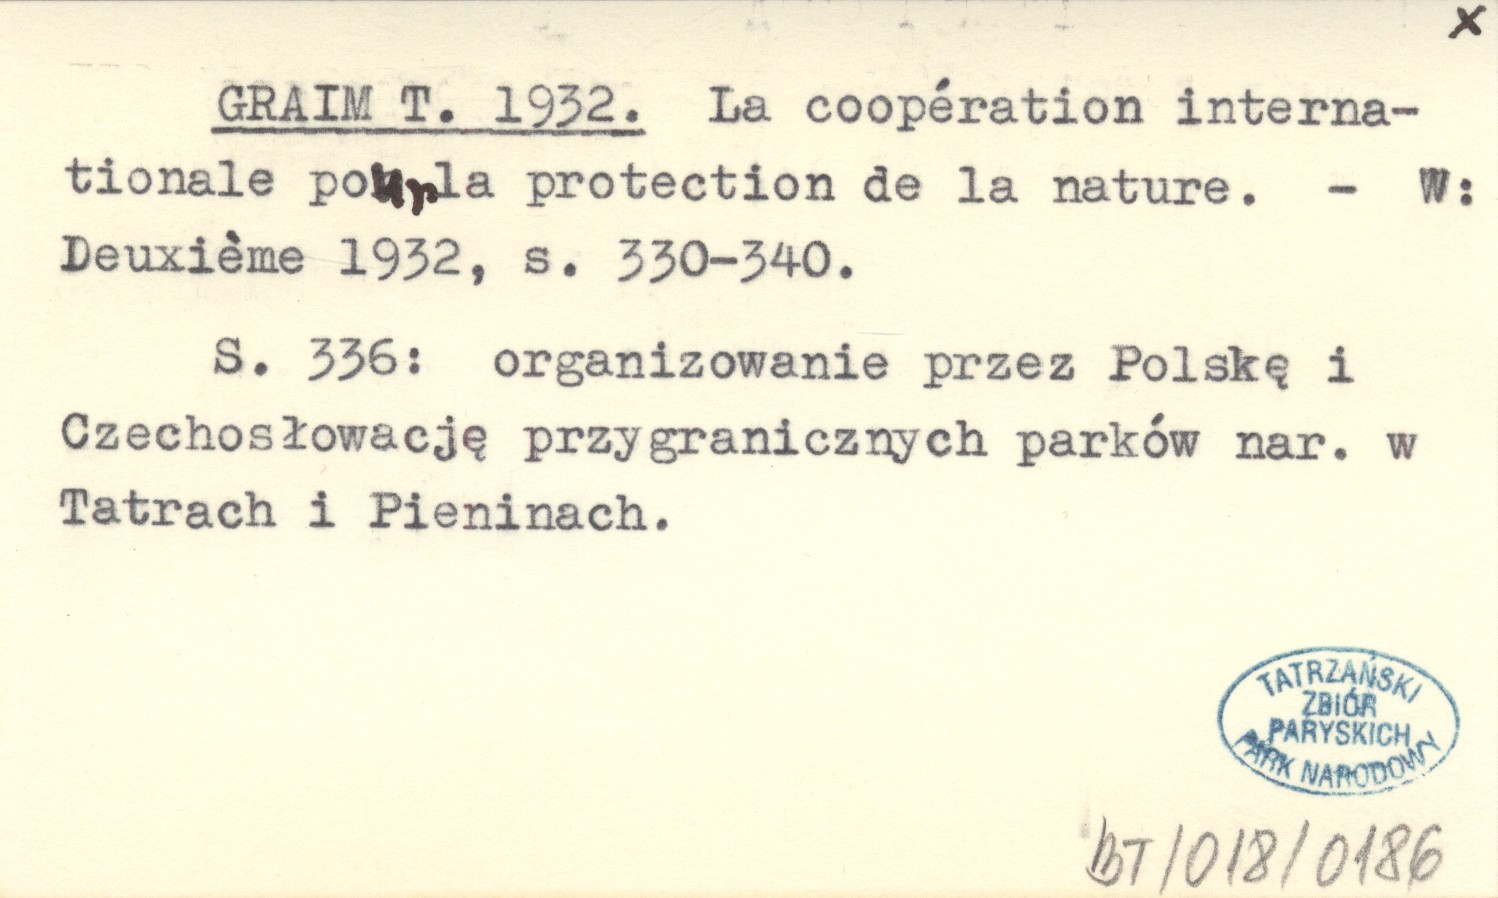 x
GRAIM T. 1932. La coopération interna-
tionale pour la protection de la nature. - W:
Deuxième 1932, s. 330-340.
S. 336: organizowanie przez Polskę i
Czechosłowację przygranicznych parków nar. w
Tatrach i Pieninach.
TATRZAŃSKI
ZBIÓR
PARYSKICH
PARK NARODOWY
BT/018/0186